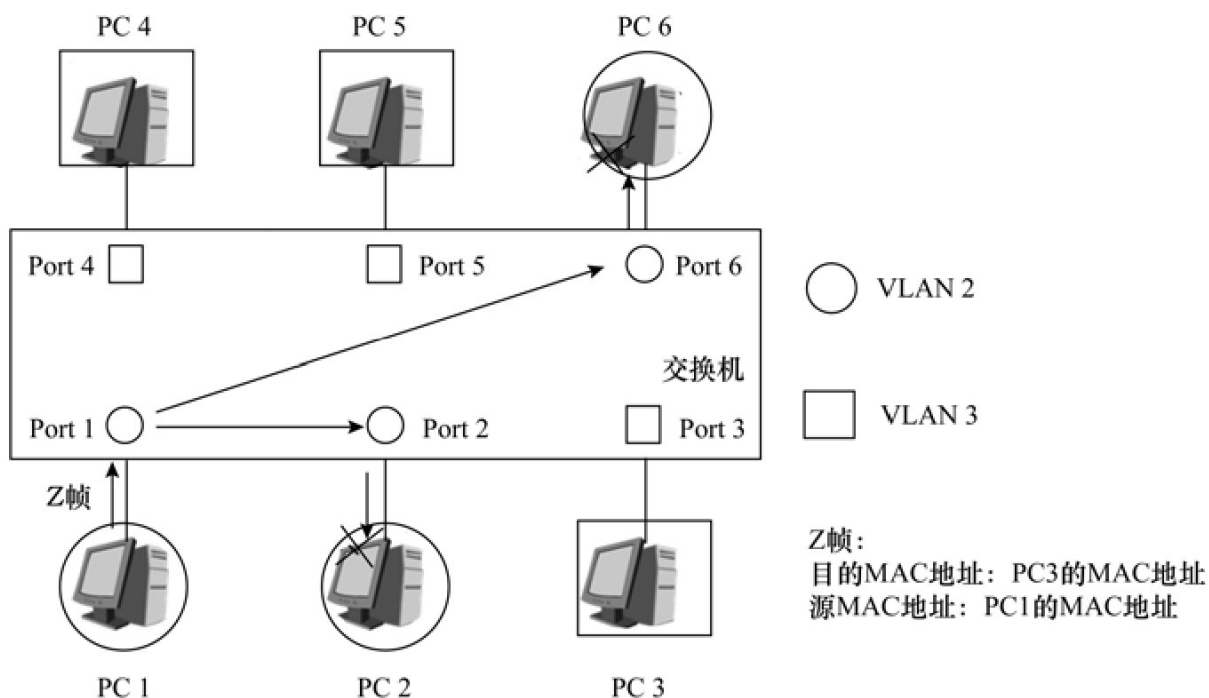 PC 4
PC 5
PC 6
Port 4
Port 5
Port 6
VLAN 2
交换机
Port 1
Port 2
Port 3
VLAN 3
Z帧
Z帧：
目的MAC地址：PC3的MAC地址
源MAC地址：PC1的MAC地址
PC 1
PC 2
PC 3